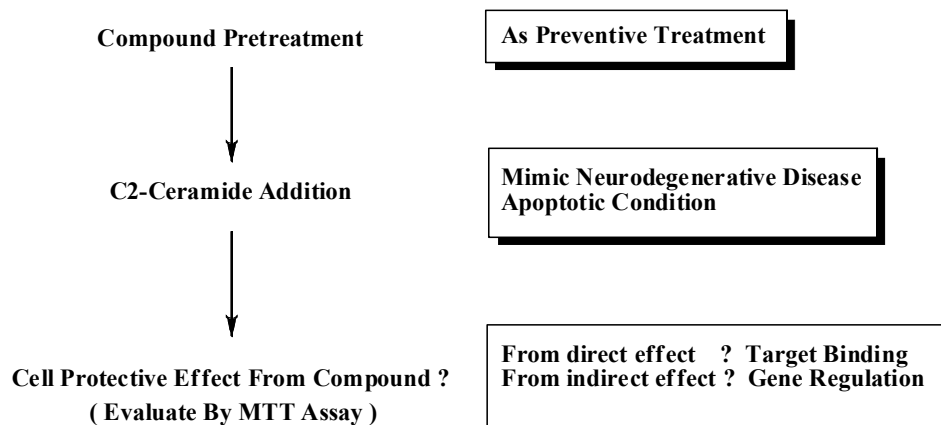 Compound Pretreatment
As Preventive Treatment
C2-Ceramide Addition
Mimic Neurodegenerative Disease
Apoptotic Condition
Cell Protective Effect From Compound ?
( Evaluate By MTT Assay )
From direct effect ? Target Binding
From indirect effect ? Gene Regulation